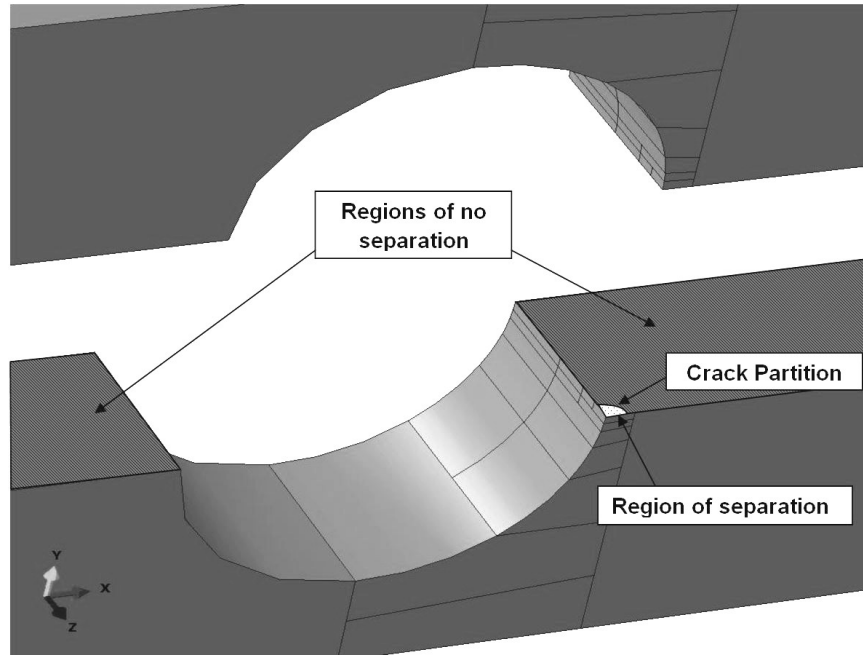 Regions of no
separation
Crack Partition
Region of separation
Y
X
Z